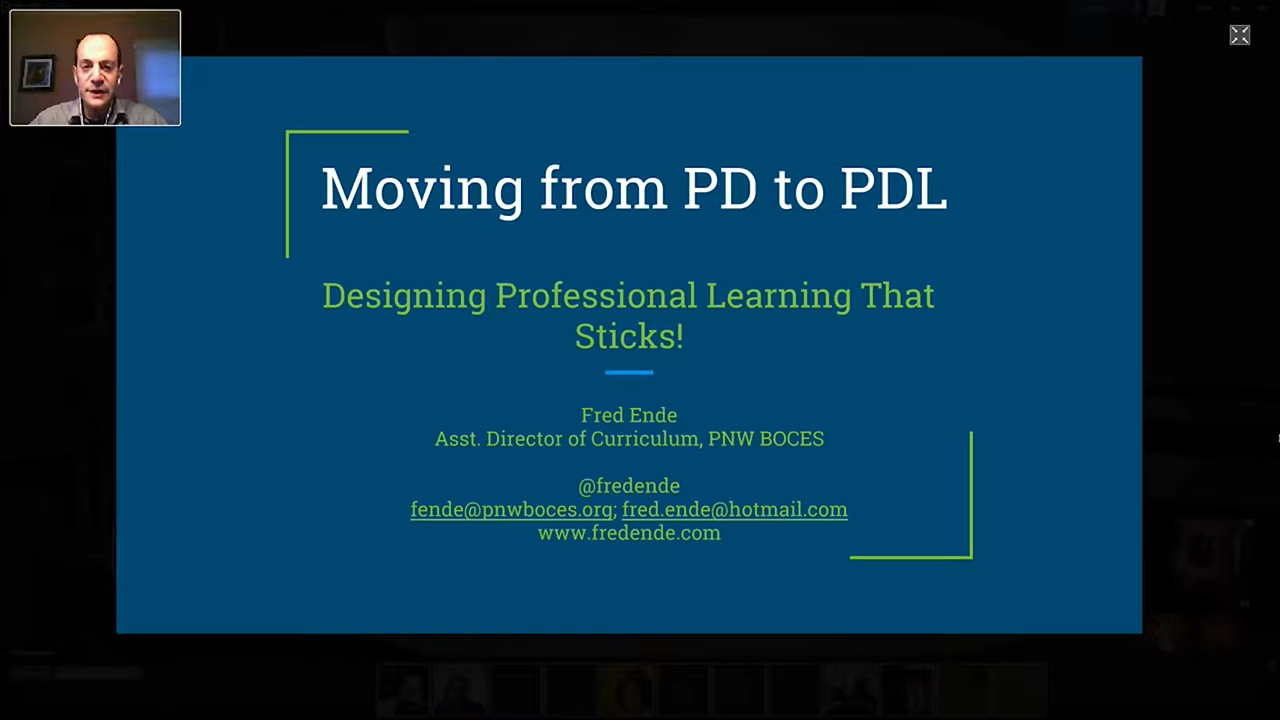 Moving from PD to PDL
Designing Professional Learning That
Sticks!
Fred Ende
Asst. Director of Curriculum, PNW BOCES
@fredende
fende@pnwboces.org; fred.ende@hotmail.com
www.fredende.com